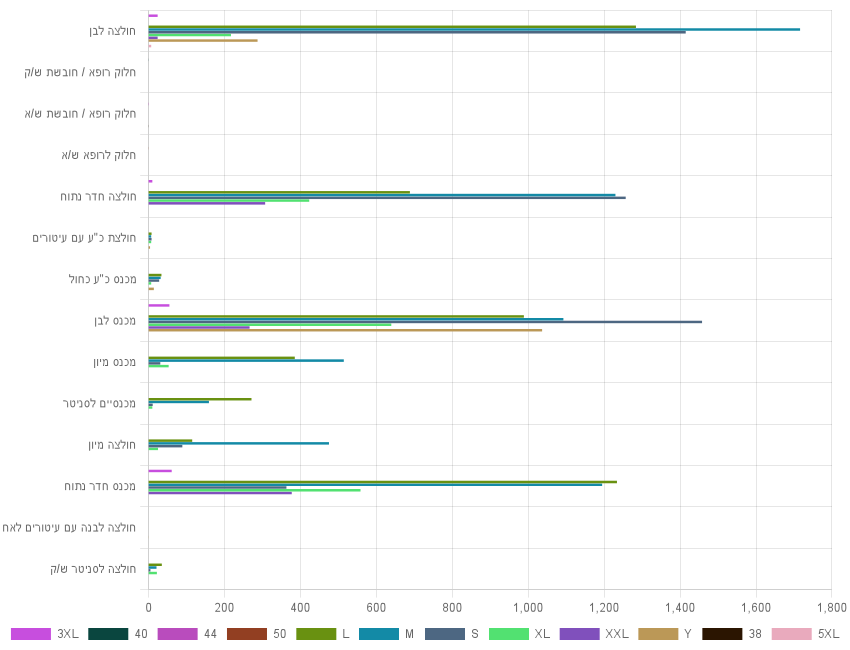 חולצה לבן
חלוק רופא / חובשת ש/ק
חלוק רופא / חובשת ש/א
חלוק לרופא ש/א
חולצה חדר נתוח
חולצת כ"ע עם עיטורים
מכנס כ"ע כחול
מכנס לבן
מכנס מיון
מכנסיים לסניטר
חולצה מיון
מכנס חדר נתוח
חולצה לבנה עם עיטורים לאח
חולצה לסניטר ש/ק
0 200 400 600 800 1,000 1,200 1,400 1,600 1,800
3XL 40 44 50 L M S XL XXL Y 38 5XL